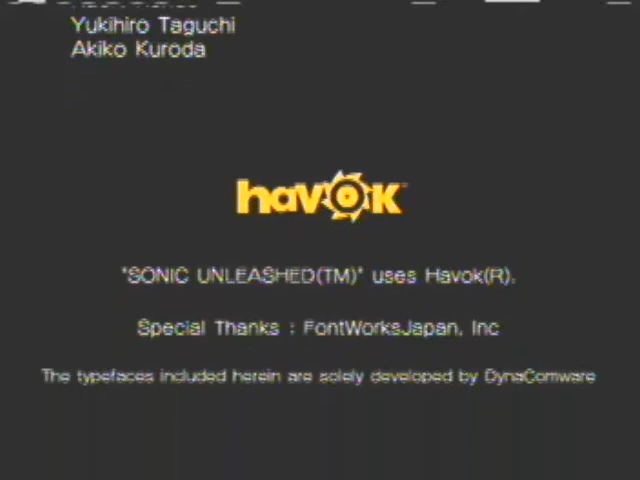 Yukihiro Taguchi
Akiko Kuroda
havok
"SONIC UNLEASHED(TM)" uses Havok(R).
Special Thanks : FontWorksJapan, Inc
The typefaces included herein are solely developed by DynaComware